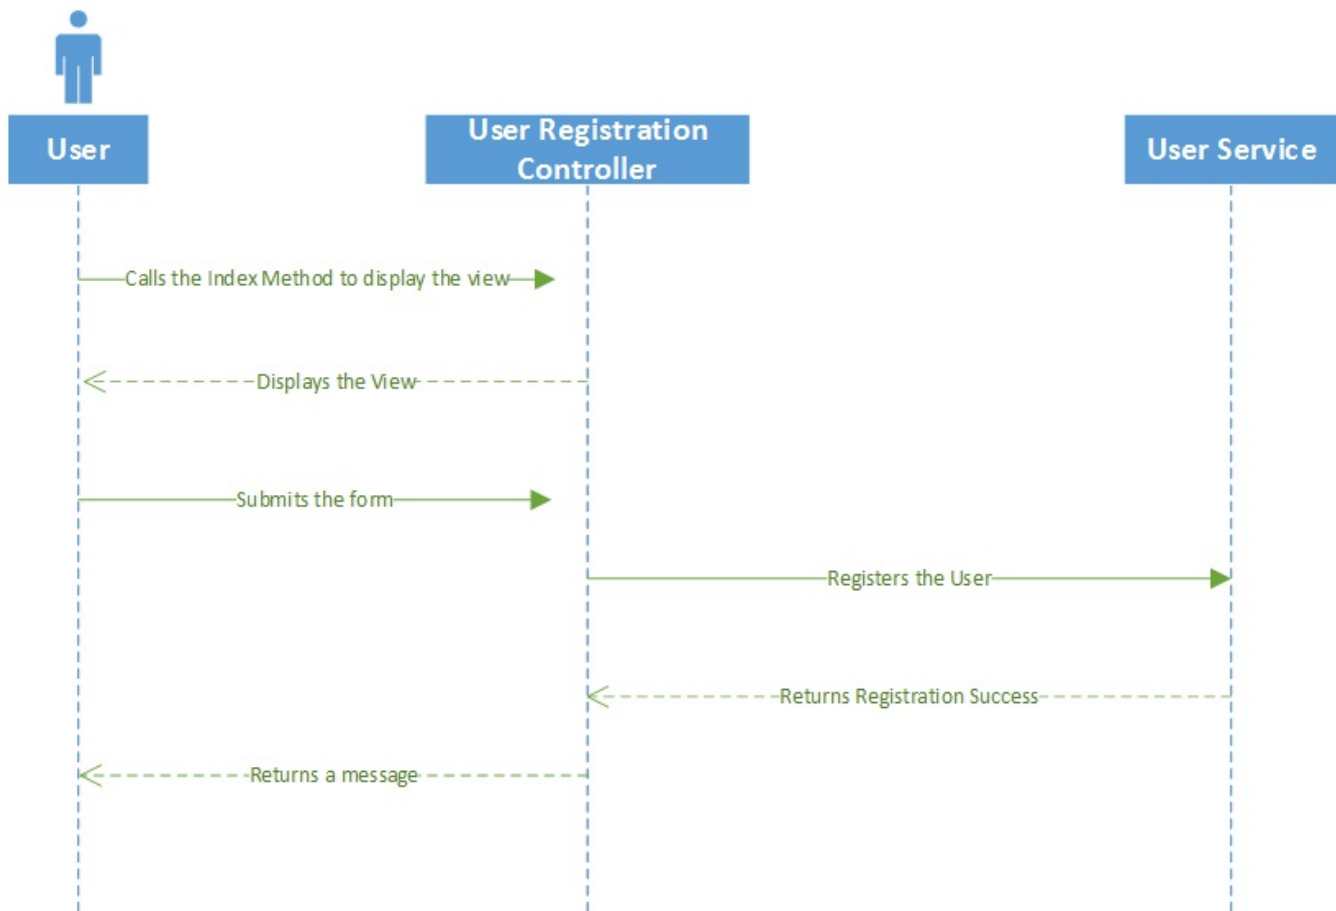 User
User Registration
Controller
User Service
Calls the Index Method to display the view
Displays the View
Submits the form
Registers the User
Returns Registration Success
Returns a message